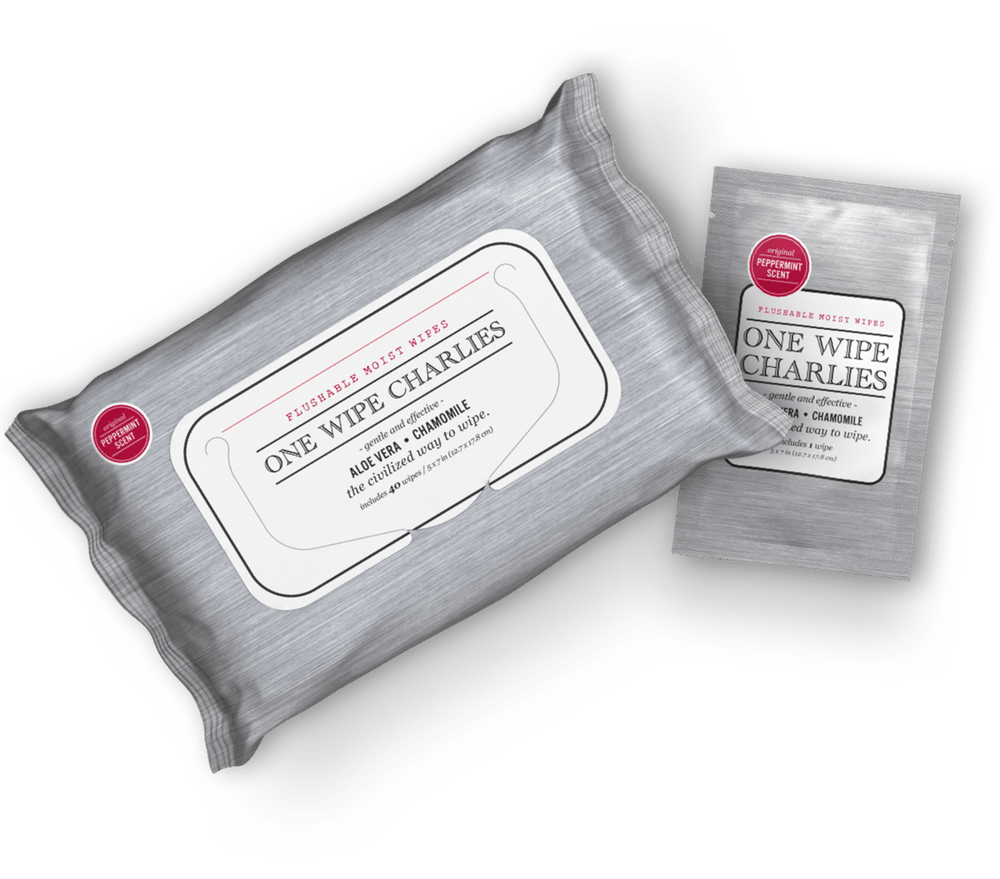 original
PEPPERMINT
SCENT
FLUSHABLE MOIST WIPES
ONE WIPE CHARLIES
- gentle and effective -
ALOE VERA • CHAMOMILE
the civilized way to wipe.
includes 40 wipes / 5 x 7 in (12.7 x 17.8 cm)
original
PEPPERMINT
SCENT
FLUSHABLE MOIST WIPES
ONE WIPE
CHARLIES
gentle and effective -
• CHAMOMILE
way to wipe.
1 wipe
5 x 7 in (12.7 x 17.8 cm)